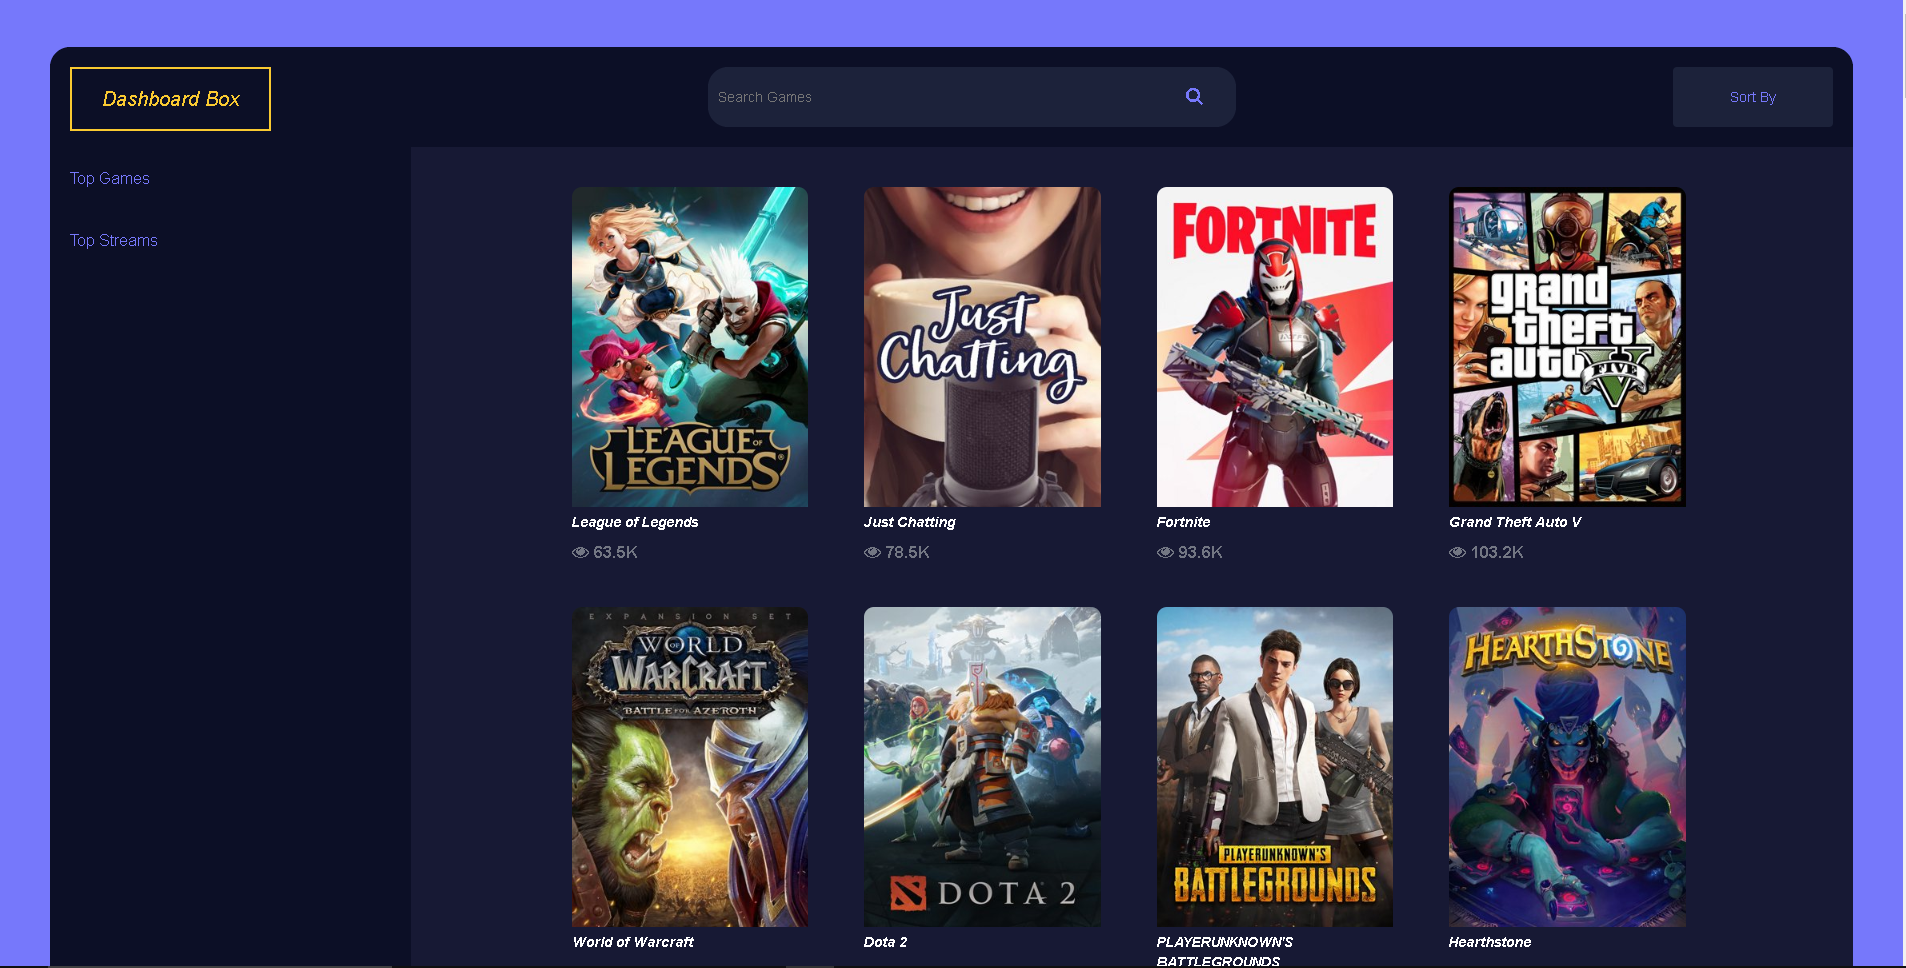 Dashboard Box
Search Games
Sort By
Top Games
Top Streams
LEAGUE OF
LEGENDS
Just
Chatting
FORTNITE
grand
theft
auto
V
FIVE
League of Legends
Just Chatting
Fortnite
Grand Theft Auto V
63.5K
78.5K
93.6K
103.2K
EXPANSION SET
WORLD
OF
WARCRAFT
BATTLE FOR AZEROTH
DOTA 2
PLAYERUNKNOWN'S
BATTLEGROUNDS
HEARTHSTONE
World of Warcraft
Dota 2
PLAYERUNKNOWN'S
BATTLEGROUNDS
Hearthstone